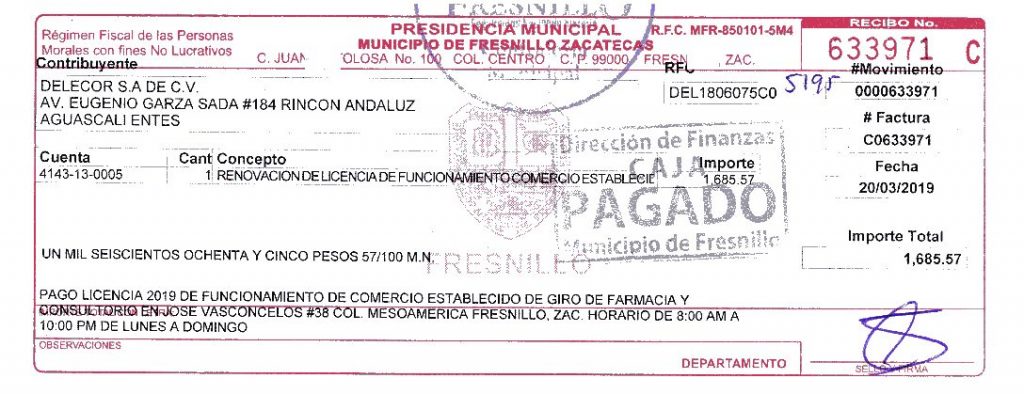 FRESNILLO
PRESIDENCIA MUNICIPAL
MUNICIPIO DE FRESNILLO ZACATECAS
R.F.C. MFR-850101-5M4
RECIBO No.
633971 C
Régimen Fiscal de las Personas
Morales con fines No Lucrativos
C. JUAN OLOSA No. 100 COL. CENTRO C.P. 99000 FRESN ZAC.
Contribuyente
RFC
#Movimiento
DELECOR S.A DE C.V.
DEL1806075C0
5195
0000633971
AV. EUGENIO GARZA SADA #184 RINCON ANDALUZ
AGUASCALI ENTES
# Factura
C0633971
Dirección de Finanzas
CAJA
PAGADO
Municipio de Fresnillo
Cuenta Cant Concepto Importe
4143-13-0005 1 RENOVACION DE LICENCIA DE FUNCIONAMIENTO COMERCIO ESTABLECIE 1,685.57
Fecha
20/03/2019
Importe Total
1,685.57
UN MIL SEISCIENTOS OCHENTA Y CINCO PESOS 57/100 M.N.
FRESNILLO
PAGO LICENCIA 2019 DE FUNCIONAMIENTO DE COMERCIO ESTABLECIDO DE GIRO DE FARMACIA Y
CONSULTORIO EN JOSE VASCONCELOS #38 COL. MESOAMERICA FRESNILLO, ZAC. HORARIO DE 8:00 AM A
10:00 PM DE LUNES A DOMINGO
OBSERVACIONES
DEPARTAMENTO
SELLO Y FIRMA